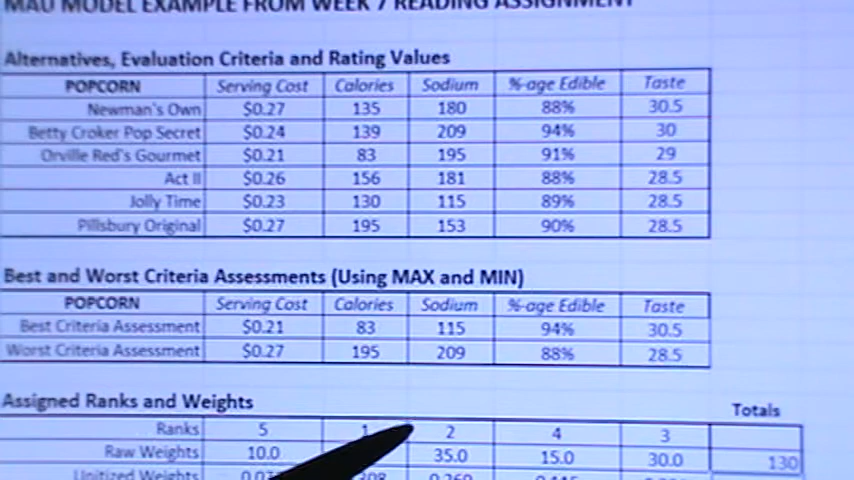 MAU MODEL EXAMPLE FROM WEEK 7 READING ASSIGNMENT
Alternatives, Evaluation Criteria and Rating Values
POPCORN Serving Cost Calories Sodium %-age Edible Taste
Newman's Own $0.27 135 180 88% 30.5
Betty Croker Pop Secret $0.24 139 209 94% 30
Orville Red's Gourmet $0.21 83 195 91% 29
Act II $0.26 156 181 88% 28.5
Jolly Time $0.23 130 115 89% 28.5
Pillsbury Original $0.27 195 153 90% 28.5
Best and Worst Criteria Assessments (Using MAX and MIN)
POPCORN Serving Cost Calories Sodium %-age Edible Taste
Best Criteria Assessment $0.21 83 115 94% 30.5
Worst Criteria Assessment $0.27 195 209 88% 28.5
Assigned Ranks and Weights Totals
Ranks 5 1 2 4 3
Raw Weights 10.0 35.0 15.0 30.0 130
Unitized Weights